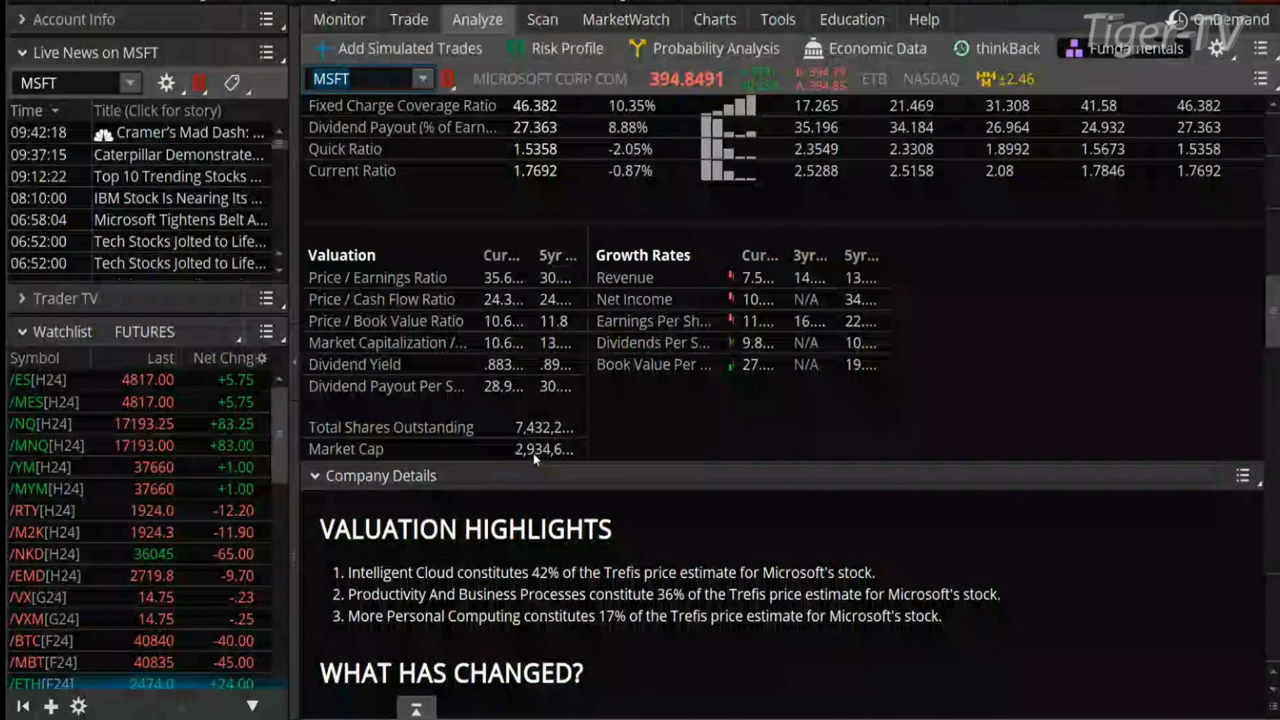 Account Info
Monitor Trade Analyze Scan MarketWatch Charts Tools Education Help OnDemand
Tiger-TV
Live News on MSFT
Add Simulated Trades Risk Profile Probability Analysis Economic Data thinkBack Fundamentals
MSFT
MSFT MICROSOFT CORP COM 394.8491 B: 394.79 A: 394.85 ETB NASDAQ ±2.46
Time Title (Click for story)
09:42:18 Cramer's Mad Dash: ...
09:37:15 Caterpillar Demonstrate...
09:12:22 Top 10 Trending Stocks ...
08:10:00 IBM Stock Is Nearing Its ...
06:58:04 Microsoft Tightens Belt A...
06:52:00 Tech Stocks Jolted to Life...
06:52:00 Tech Stocks Jolted to Life...
Fixed Charge Coverage Ratio 46.382 10.35% 17.265 21.469 31.308 41.58 46.382
Dividend Payout (% of Earn... 27.363 8.88% 35.196 34.184 26.964 24.932 27.363
Quick Ratio 1.5358 -2.05% 2.3549 2.3308 1.8992 1.5673 1.5358
Current Ratio 1.7692 -0.87% 2.5288 2.5158 2.08 1.7846 1.7692
Trader TV
Watchlist FUTURES
Symbol Last Net Chng
/ES[H24] 4817.00 +5.75
/MES[H24] 4817.00 +5.75
/NQ[H24] 17193.25 +83.25
/MNQ[H24] 17193.00 +83.00
/YM[H24] 37660 +1.00
/MYM[H24] 37660 +1.00
/RTY[H24] 1924.0 -12.20
/M2K[H24] 1924.3 -11.90
/NKD[H24] 36045 -65.00
/EMD[H24] 2719.8 -9.70
/VX[G24] 14.75 -.23
/VXM[G24] 14.75 -.25
/BTC[F24] 40840 -40.00
/MBT[F24] 40835 -45.00
/ETH[F24] 2474.0 +24.00
Valuation Cur... 5yr ...
Price / Earnings Ratio 35.6... 30....
Price / Cash Flow Ratio 24.3... 24....
Price / Book Value Ratio 10.6... 11.8
Market Capitalization /... 10.6... 13....
Dividend Yield .883... .89...
Dividend Payout Per S... 28.9... 30....
Total Shares Outstanding 7,432,2...
Market Cap 2,934,6...
Growth Rates Cur... 3yr... 5yr...
Revenue 7.5... 14.... 13....
Net Income 10.... N/A 34....
Earnings Per Sh... 11.... 16.... 22....
Dividends Per S... 9.8... N/A 10....
Book Value Per ... 27.... N/A 19....
Company Details
VALUATION HIGHLIGHTS
1. Intelligent Cloud constitutes 42% of the Trefis price estimate for Microsoft's stock.
2. Productivity And Business Processes constitute 36% of the Trefis price estimate for Microsoft's stock.
3. More Personal Computing constitutes 17% of the Trefis price estimate for Microsoft's stock.
WHAT HAS CHANGED?